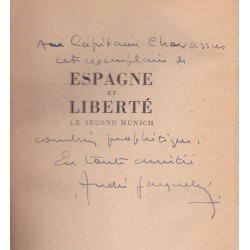 Au Capitaine Chavassus
cet exemplaire de
ESPAGNE
ET
LIBERTÉ
LE SECOND MUNICH
combien prophétique,
En toute amitié
André